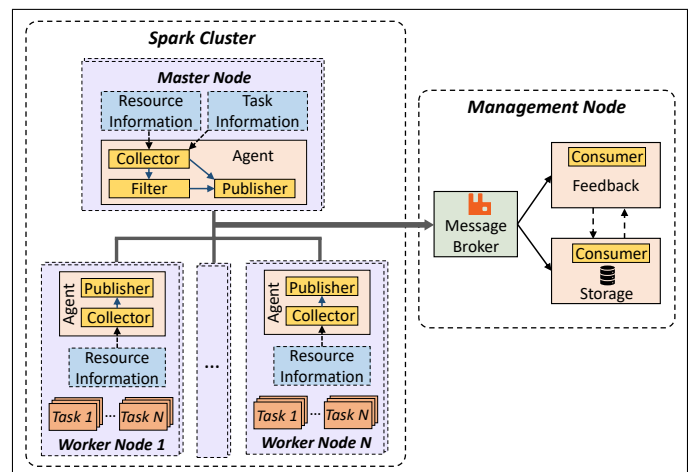 Spark Cluster
Master Node
Resource
Information
Task
Information
Agent
Collector
Filter
Publisher
Management Node
Consumer
Feedback
Message
Broker
Consumer
Storage
Agent
Publisher
Collector
Resource
Information
Task 1
...
Task N
Worker Node 1
...
Agent
Publisher
Collector
Resource
Information
Task 1
...
Task N
Worker Node N